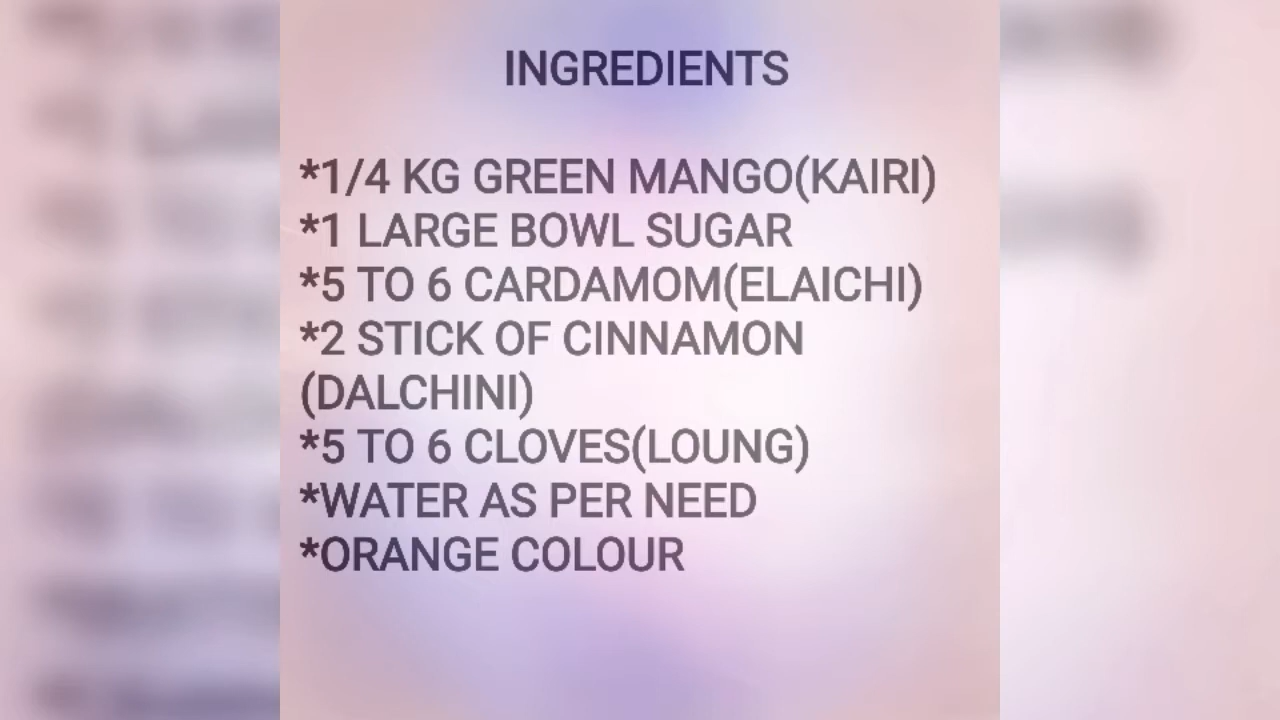 INGREDIENTS
*1/4 KG GREEN MANGO(KAIRI)
*1 LARGE BOWL SUGAR
*5 TO 6 CARDAMOM(ELAICHI)
*2 STICK OF CINNAMON
(DALCHINI)
*5 TO 6 CLOVES(LOUNG)
*WATER AS PER NEED
*ORANGE COLOUR